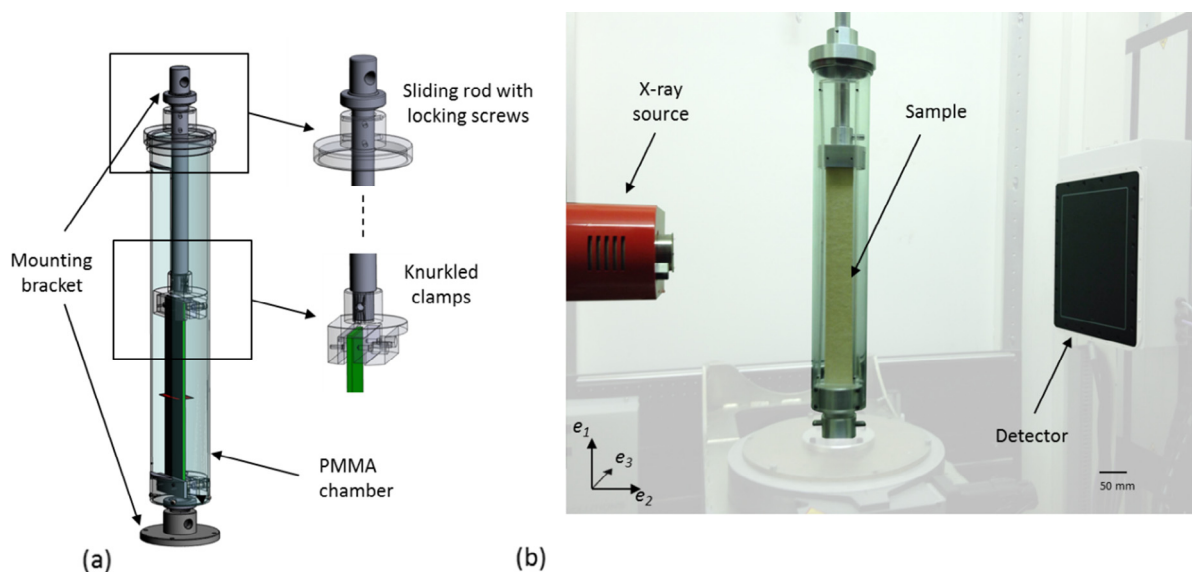 Sliding rod with
locking screws
Mounting
bracket
Knurkled
clamps
PMMA
chamber
(a)
X-ray
source
Sample
Detector
e1
e3
e2
50 mm
(b)